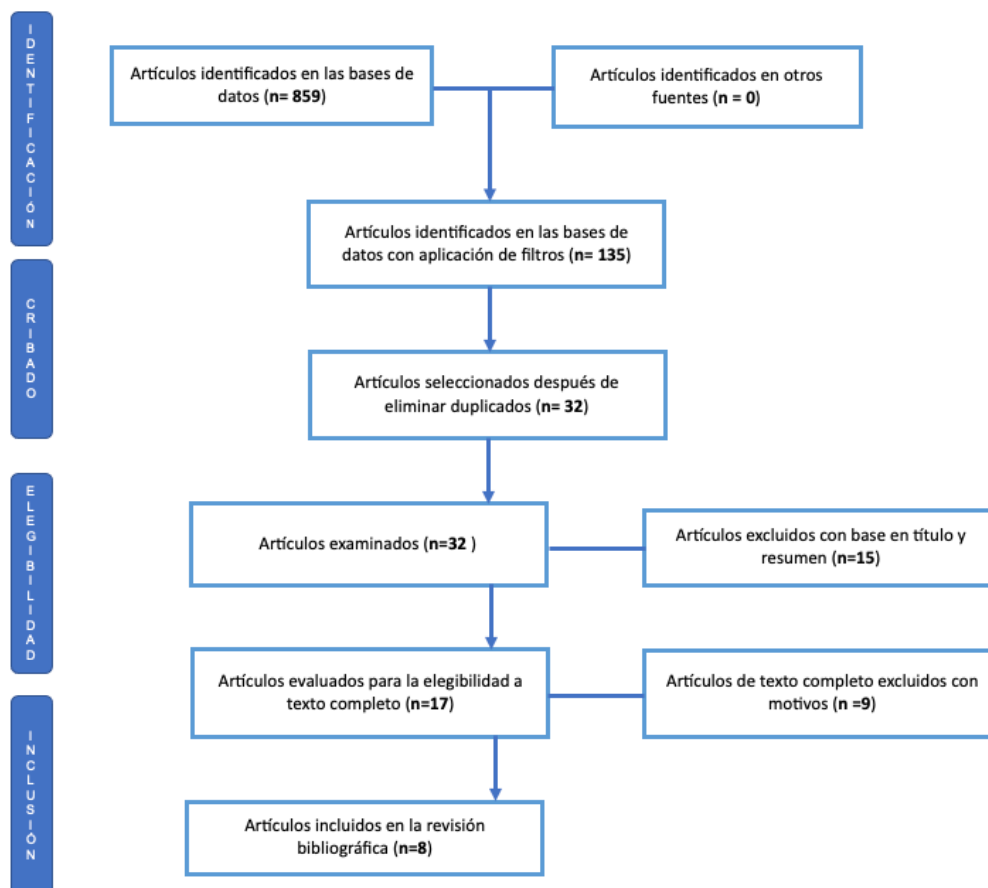 IDENTIFICACIÓN
Artículos identificados en las bases de
datos (n= 859)
Artículos identificados en otros
fuentes (n = 0)
Artículos identificados en las bases de
datos con aplicación de filtros (n= 135)
CRIBADO
Artículos seleccionados después de
eliminar duplicados (n= 32)
ELEGIBILIDAD
Artículos examinados (n=32 )
Artículos excluidos con base en título y
resumen (n=15)
Artículos evaluados para la elegibilidad a
texto completo (n=17)
Artículos de texto completo excluidos con
motivos (n =9)
INCLUSIÓN
Artículos incluidos en la revisión
bibliográfica (n=8)